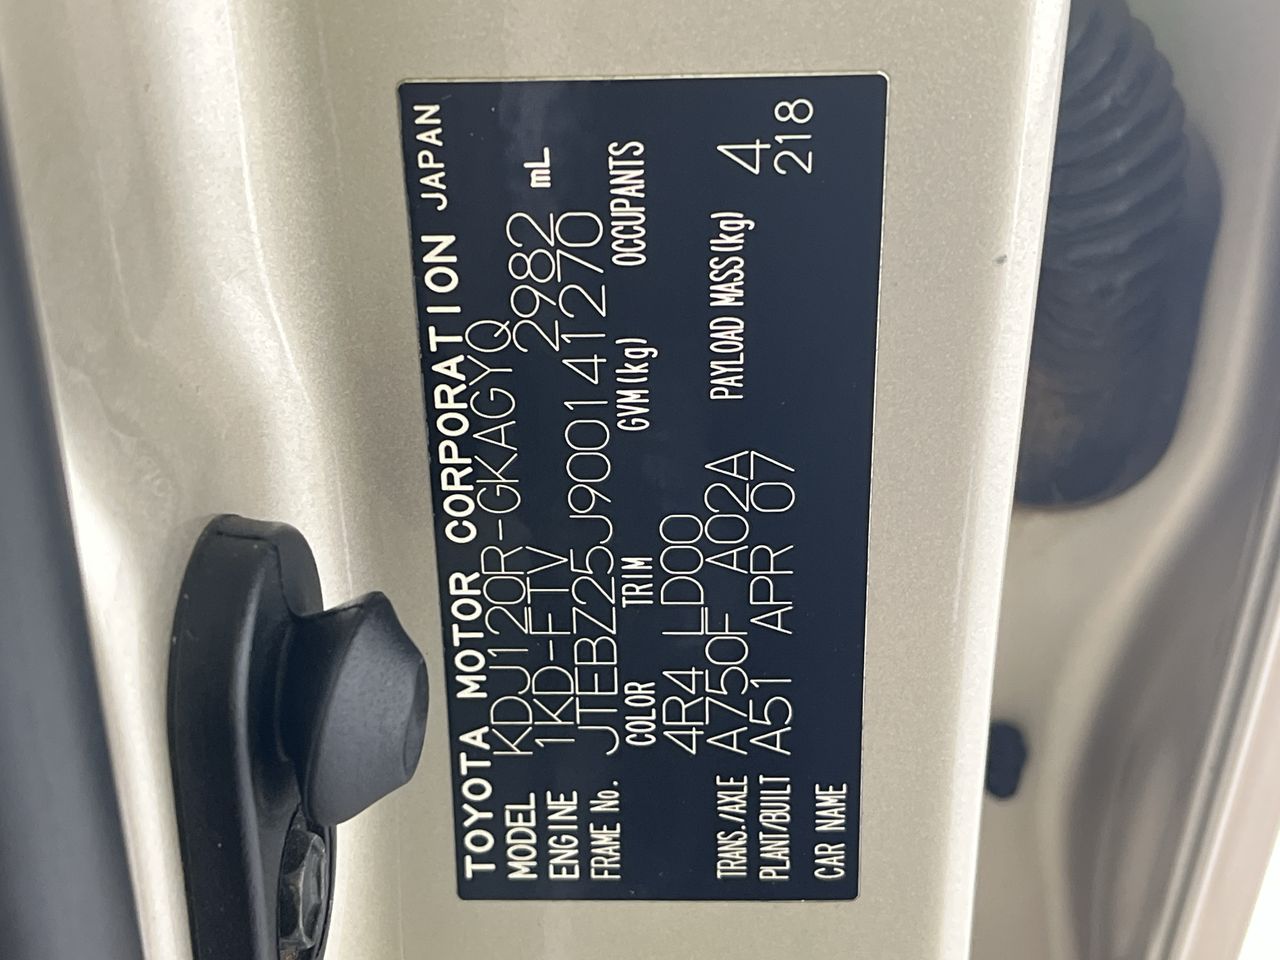 TOYOTA MOTOR CORPORATION JAPAN
MODEL KDJ120R-GKAGYQ
ENGINE 1KD-FTV 2982 mL
FRAME No. JTEBZ25J900141270
COLOR TRIM GVM(kg) OCCUPANTS
4R4 LD00 4
TRANS./AXLE A750F A02A PAYLOAD MASS(kg) 218
PLANT/BUILT A51 APR 07
CAR NAME